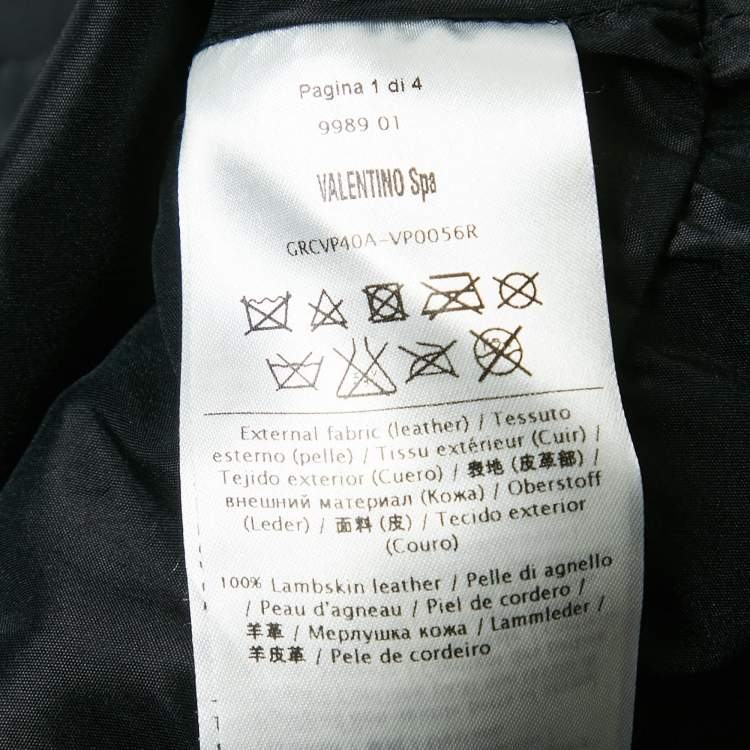 Pagina 1 di 4
9989 01
VALENTINO Spa
GRCVP40A-VP0056R
External fabric (leather) / Tessuto
esterno (pelle) / Tissu extérieur (Cuir) /
Tejido exterior (Cuero) / 表地 (皮革部) /
внешний материал (Кожа) / Oberstoff
(Leder) / 面料 (皮) / Tecido exterior
(Couro)
100% Lambskin leather / Pelle di agnello
/ Peau d'agneau / Piel de cordero /
羊革 / Мерлушка кожа / Lammleder /
羊皮革 / Pele de cordeiro